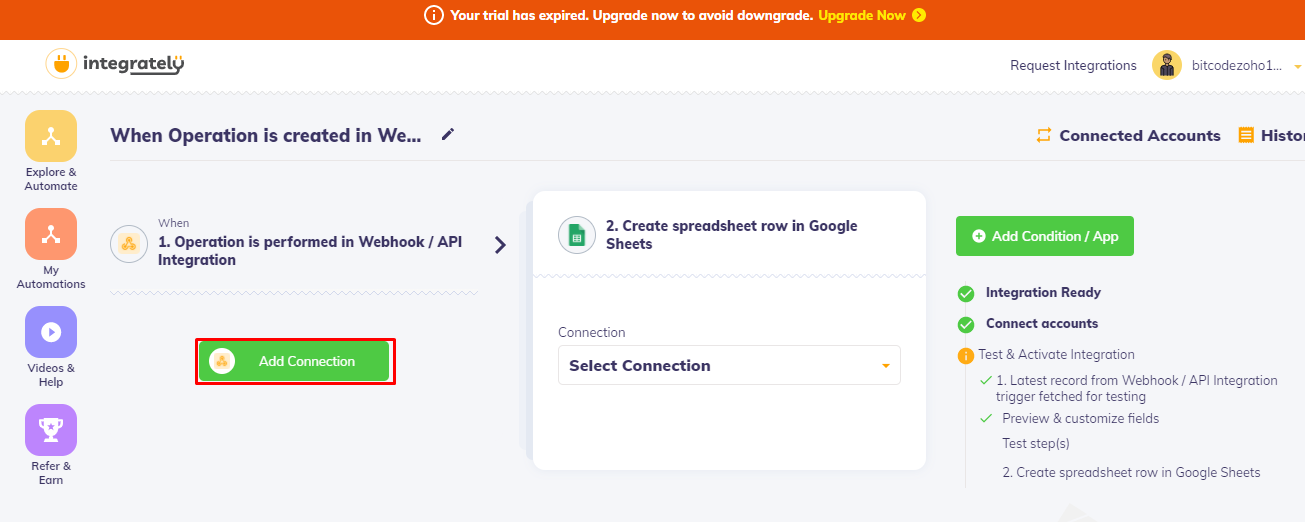 Your trial has expired. Upgrade now to avoid downgrade. Upgrade Now
integrately
Request Integrations
bitcodezoho1...
When Operation is created in We...
Connected Accounts
Histor
Explore &
Automate
My
Automations
Videos &
Help
Refer &
Earn
When
1. Operation is performed in Webhook / API
Integration
Add Connection
2. Create spreadsheet row in Google
Sheets
Connection
Select Connection
Add Condition / App
Integration Ready
Connect accounts
Test & Activate Integration
1. Latest record from Webhook / API Integration
trigger fetched for testing
Preview & customize fields
Test step(s)
2. Create spreadsheet row in Google Sheets